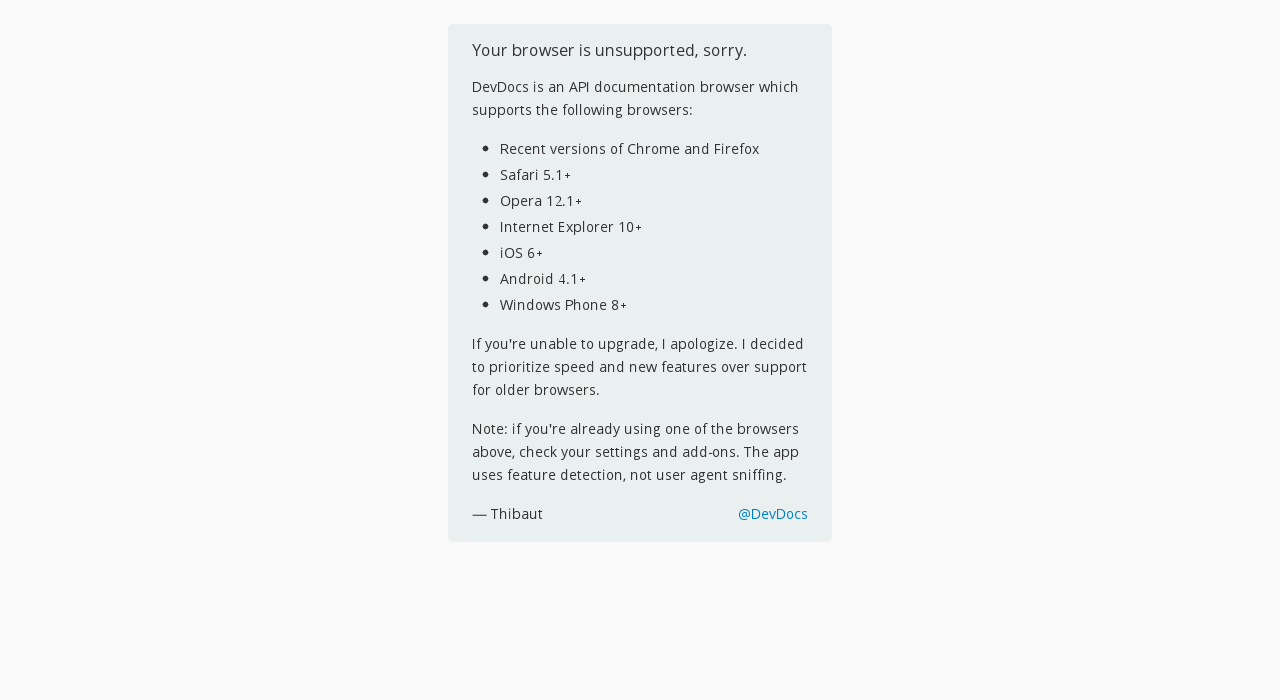 Your browser is unsupported, sorry.
DevDocs is an API documentation browser which
supports the following browsers:
• Recent versions of Chrome and Firefox
• Safari 5.1+
• Opera 12.1+
• Internet Explorer 10+
• iOS 6+
• Android 4.1+
• Windows Phone 8+
If you're unable to upgrade, I apologize. I decided
to prioritize speed and new features over support
for older browsers.
Note: if you're already using one of the browsers
above, check your settings and add-ons. The app
uses feature detection, not user agent sniffing.
— Thibaut @DevDocs